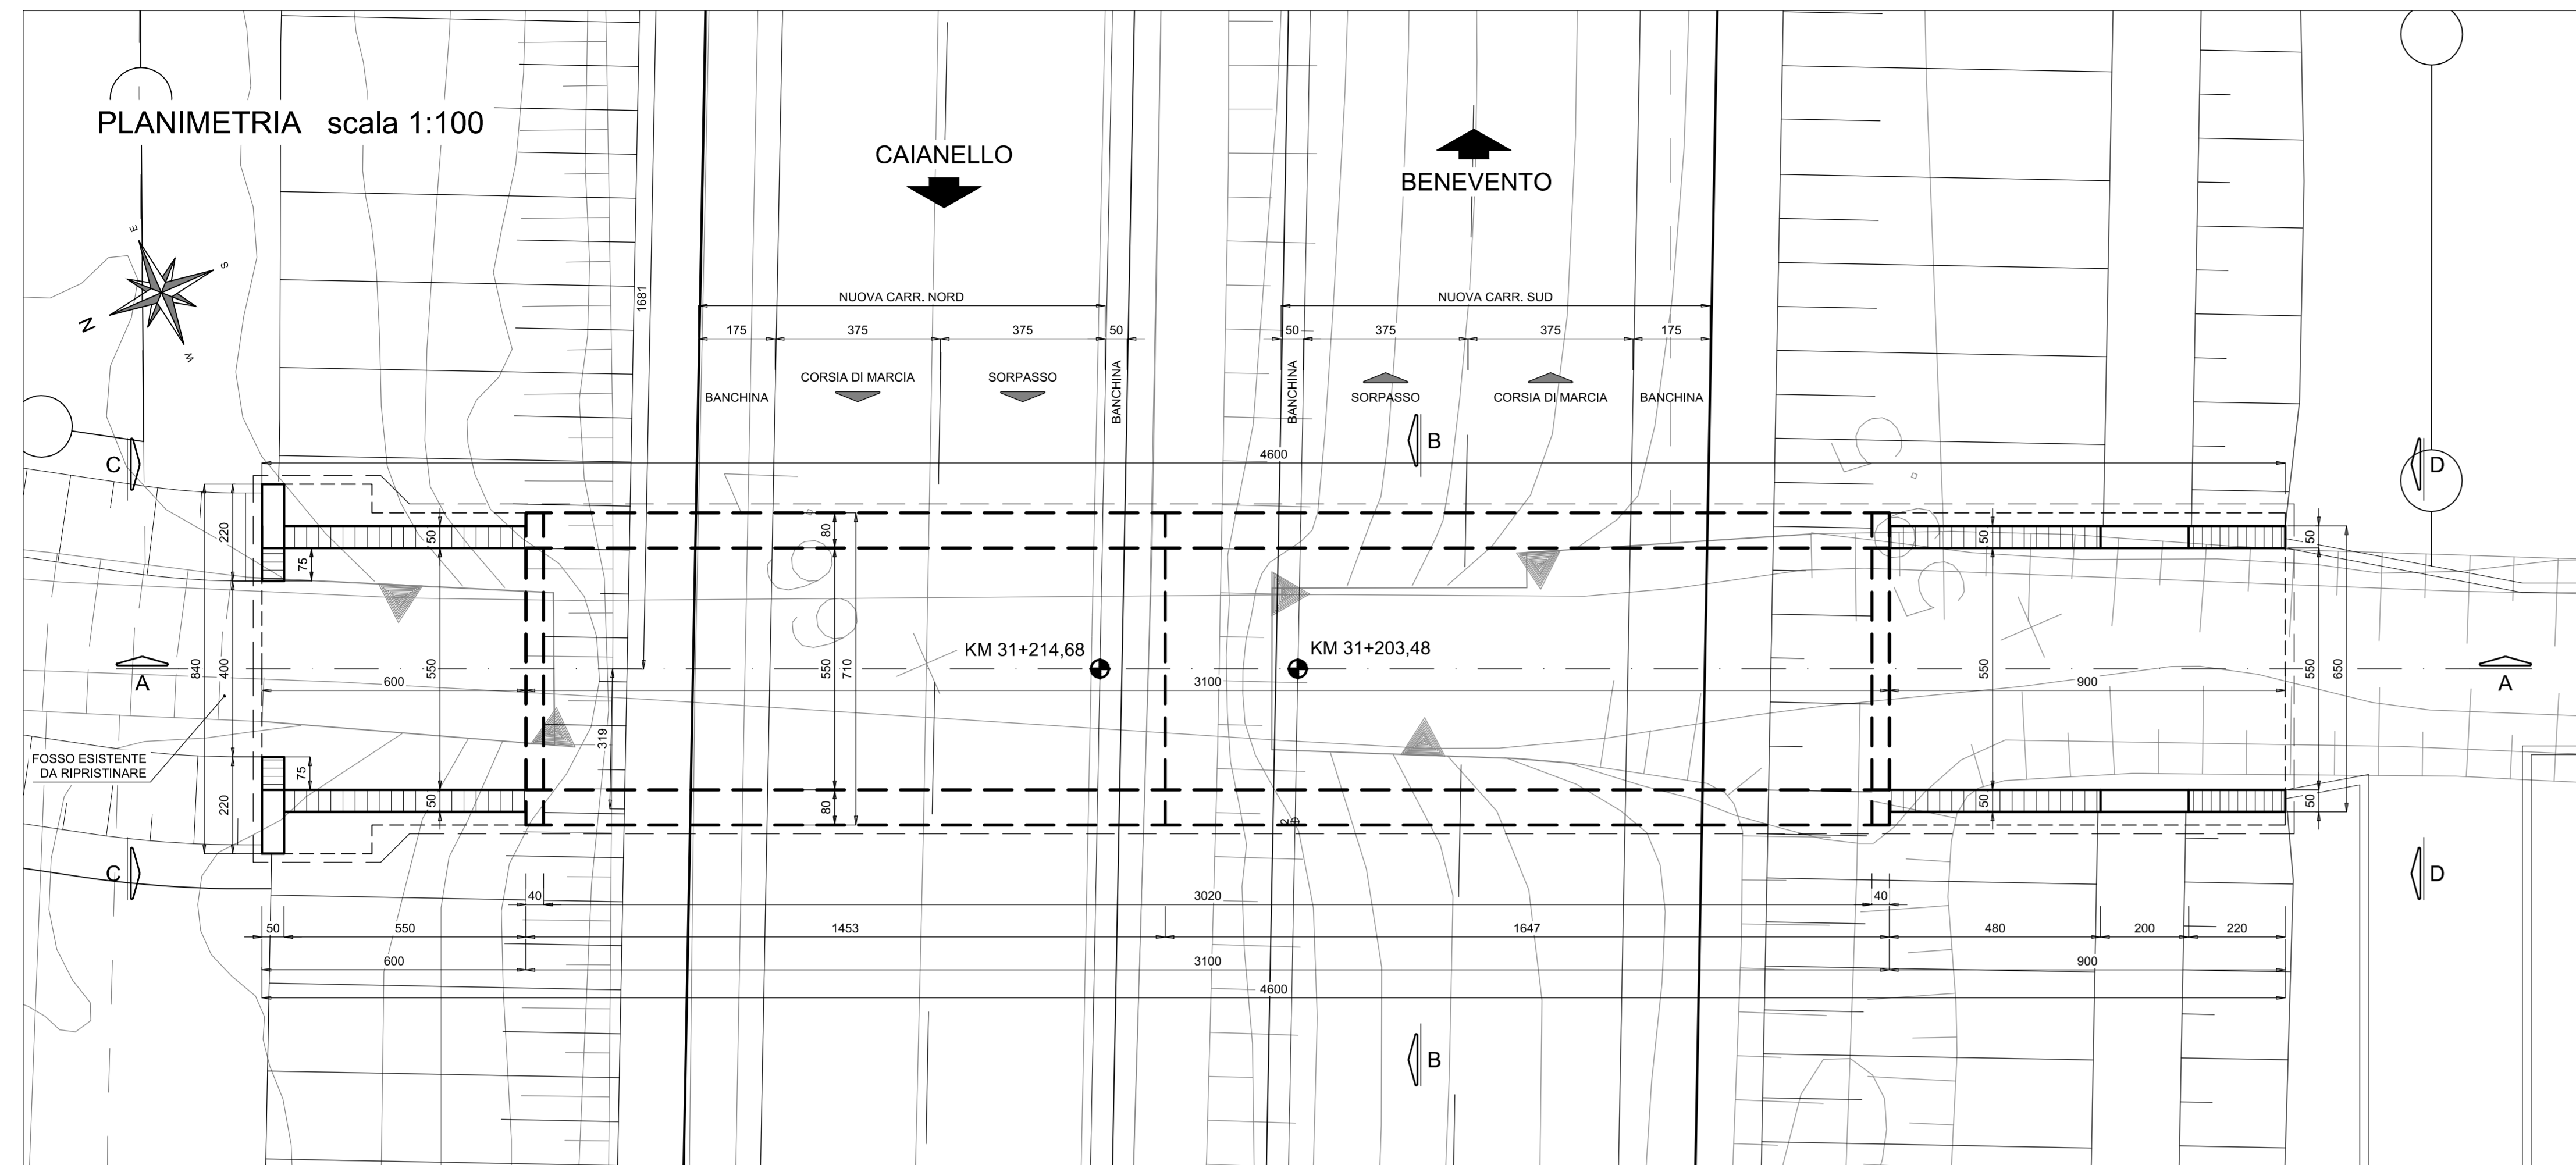 PLANIMETRIA scala 1:100
CAIANELLO
BENEVENTO
E
S
N
W
1681
NUOVA CARR. NORD
NUOVA CARR. SUD
175
375
375
50
50
375
375
175
BANCHINA
CORSIA DI MARCIA
SORPASSO
BANCHINA
BANCHINA
SORPASSO
CORSIA DI MARCIA
BANCHINA
C
B
D
4600
220
50
80
50
50
75
840
400
550
550
710
550
550
650
KM 31+214,68
KM 31+203,48
A
A
600
3100
900
319
FOSSO ESISTENTE
DA RIPRISTINARE
75
220
50
80
50
50
C
D
40
3020
40
50
550
1453
1647
480
200
220
600
3100
900
4600
B